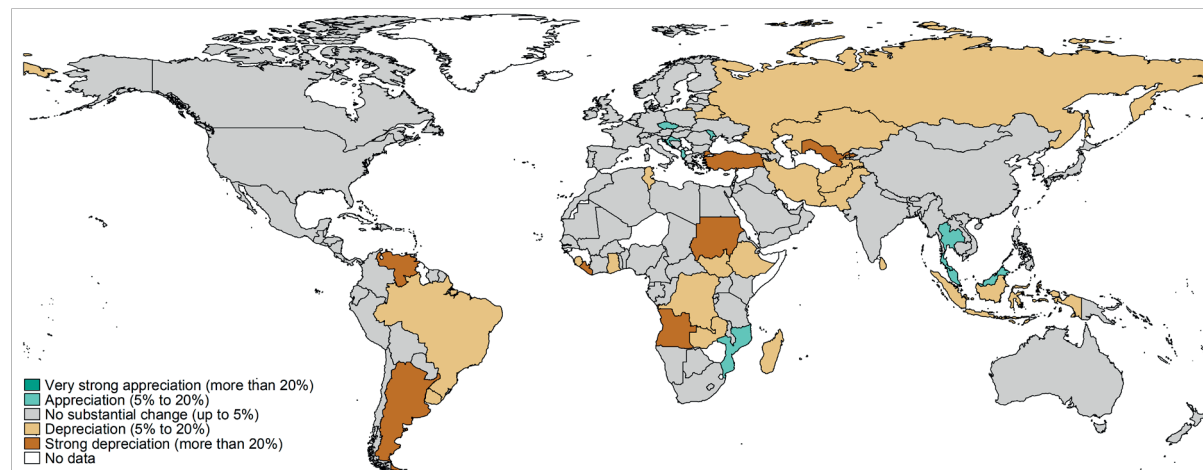 Very strong appreciation (more than 20%)
Appreciation (5% to 20%)
No substantial change (up to 5%)
Depreciation (5% to 20%)
Strong depreciation (more than 20%)
No data